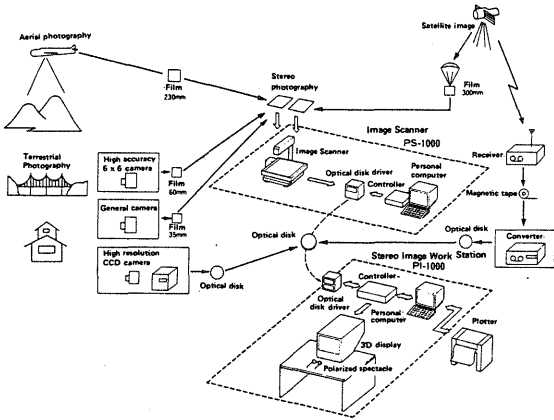 Aerial photography
Film
230mm
Stereo
photography
Satellite image
Film
300mm
Image Scanner
PS-1000
Image Scanner
Optical disk driver
Controller
Personal
computer
Receiver
Magnetic tape
Terrestrial
Photography
High accuracy
6 x 6 camera
Film
60mm
General camera
Film
35mm
High resolution
CCD camera
Optical disk
Optical disk
Optical disk
Converter
Stereo Image Work Station
PI-1000
Controller
Optical disk
driver
Personal
computer
Plotter
3D display
Polarized spectacle